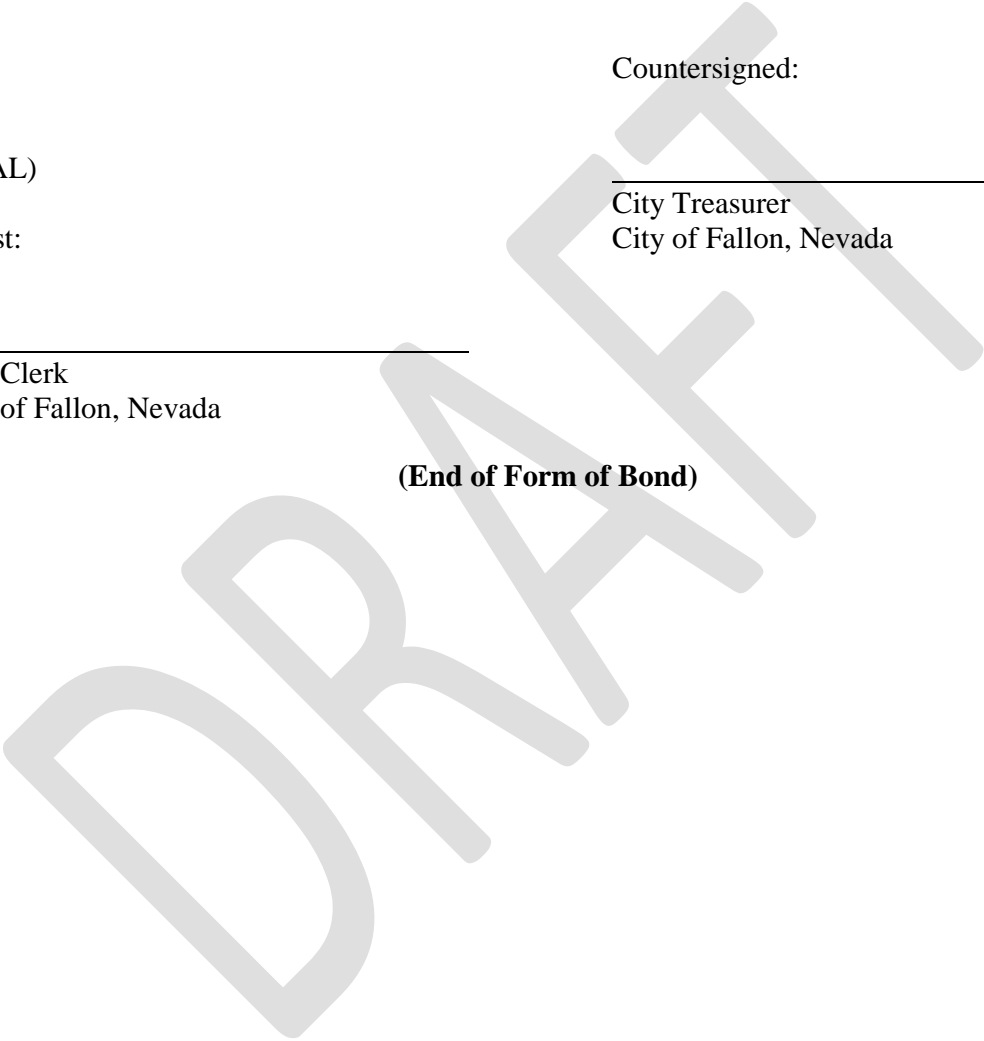 Countersigned:
AL)
City Treasurer
City of Fallon, Nevada
st:
Clerk
of Fallon, Nevada
(End of Form of Bond)
DRAFT